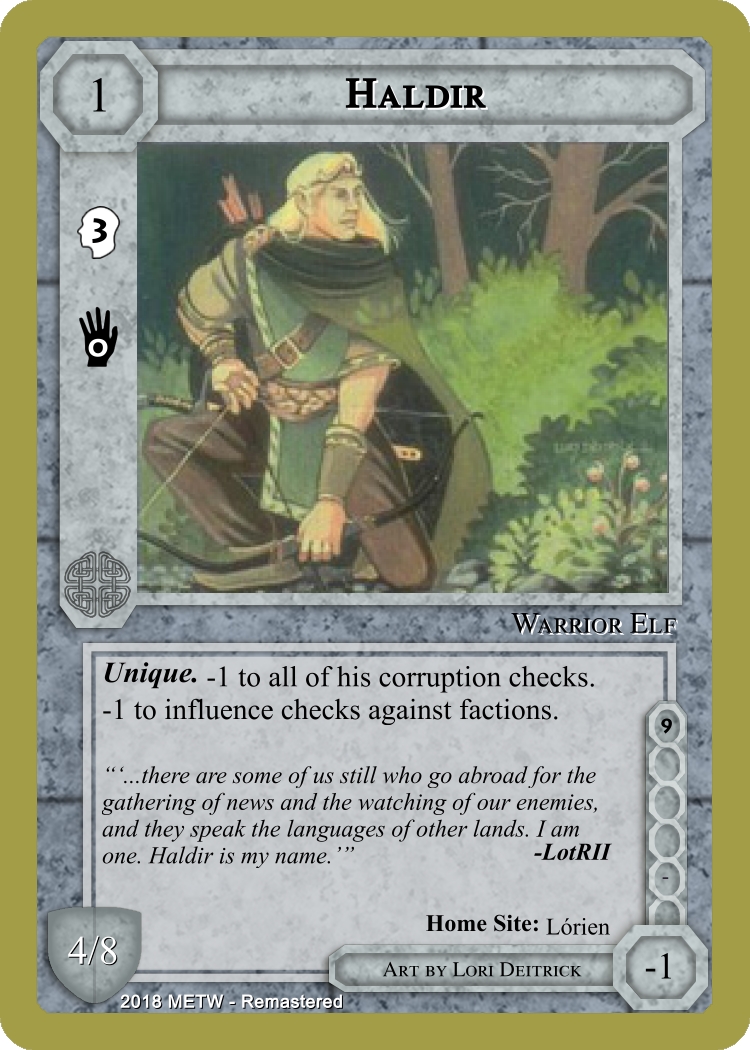 1
HALDIR
3
0
WARRIOR ELF
Unique. -1 to all of his corruption checks.
-1 to influence checks against factions.
9
“‘...there are some of us still who go abroad for the
gathering of news and the watching of our enemies,
and they speak the languages of other lands. I am
one. Haldir is my name.’”
-LotRII
-
Home Site: Lórien
4/8
ART BY LORI DEITRICK
-1
2018 METW - Remastered